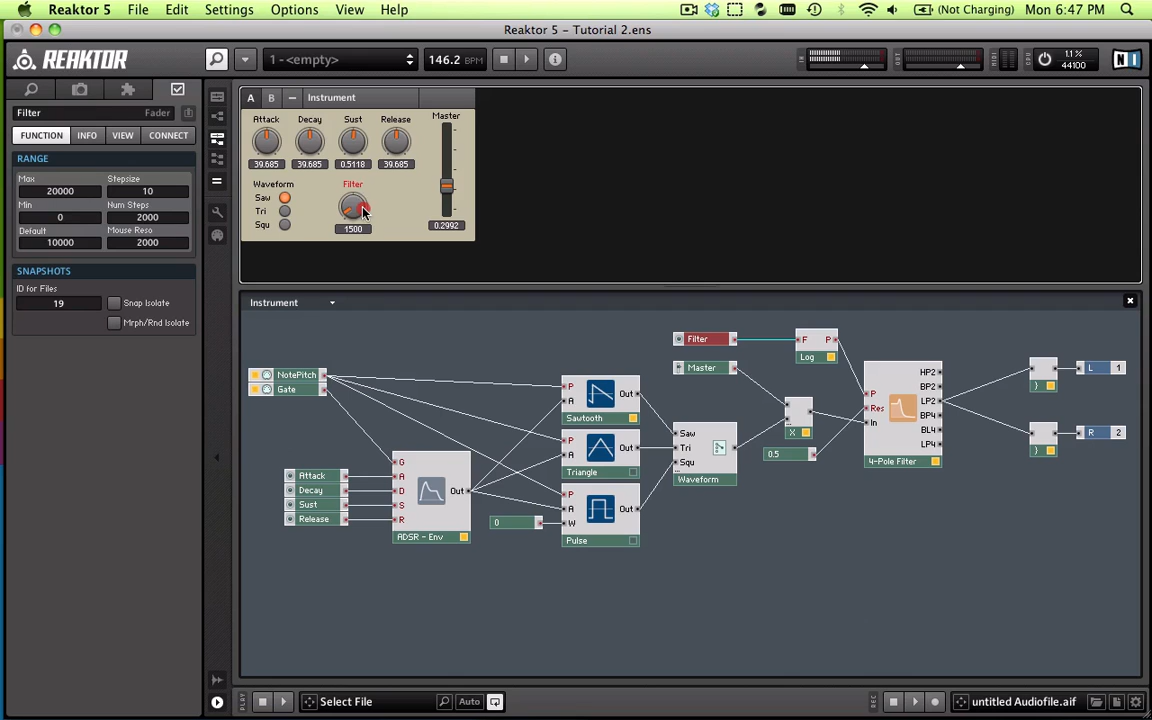 Reaktor 5 File Edit Settings Options View Help (Not Charging) Mon 6:47 PM
Reaktor 5 - Tutorial 2.ens
REAKTOR 1 - <empty> 146.2 BPM 1.1% 44100
Filter Fader
FUNCTION INFO VIEW CONNECT
RANGE
Max Stepsize
20000 10
Min Num Steps
0 2000
Default Mouse Reso
10000 2000
SNAPSHOTS
ID for Files
19 Snap Isolate
Mrph/Rnd Isolate
A B Instrument
Attack Decay Sust Release Master
39.685 39.685 0.5118 39.685
Waveform Filter
Saw
Tri
Squ
1500 0.2992
Instrument
Filter F P
Log
Master
NotePitch
Gate
P Out
A
Sawtooth
P Out
A
Triangle
P Out
A
W
Pulse
0
Attack
Decay
Sust
Release
G
A
D Out
S
R
ADSR - Env
Saw
Tri
Squ
Waveform
X
0.5
P
Res
In
HP2
BP2
LP2
BP4
BL4
LP4
4-Pole Filter
}
}
L 1
R 2
PLAY Select File Auto REC untitled Audiofile.aif